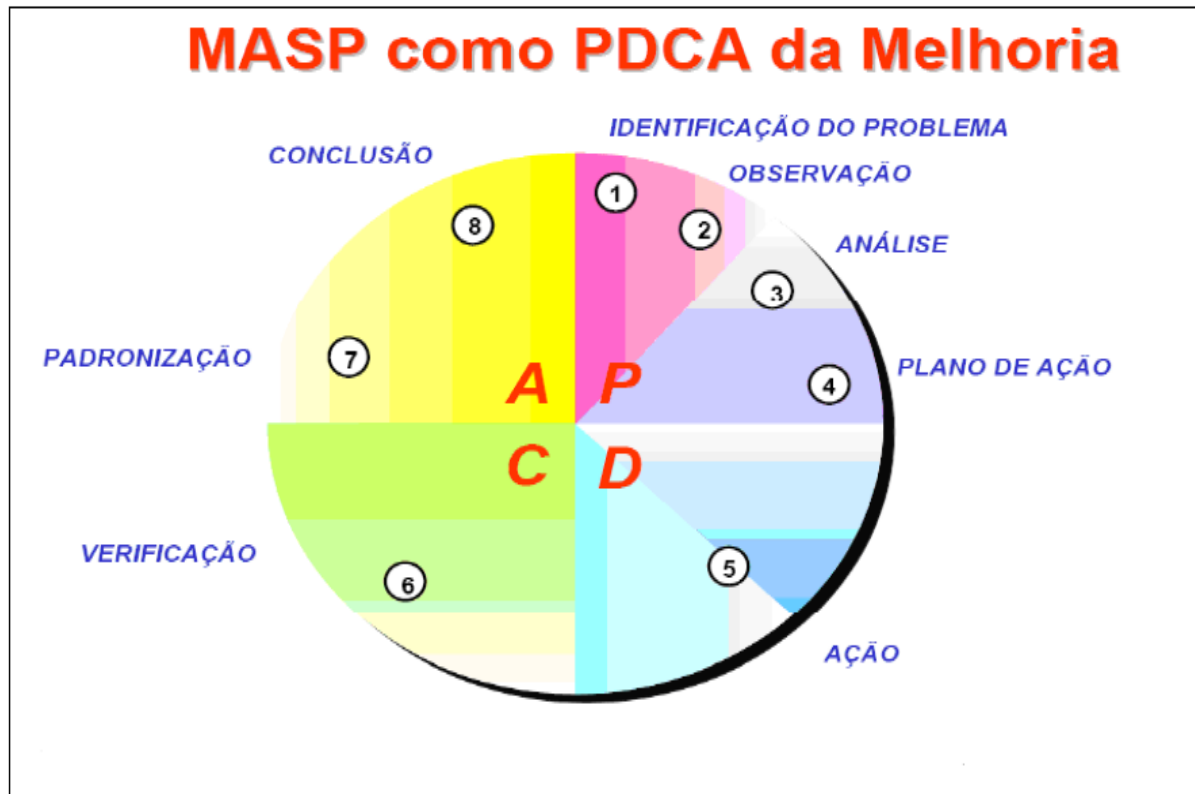 MASP como PDCA da Melhoria
IDENTIFICAÇÃO DO PROBLEMA
CONCLUSÃO
OBSERVAÇÃO
1
8
2
ANÁLISE
3
PADRONIZAÇÃO
7
PLANO DE AÇÃO
4
A P
C D
VERIFICAÇÃO
5
6
AÇÃO